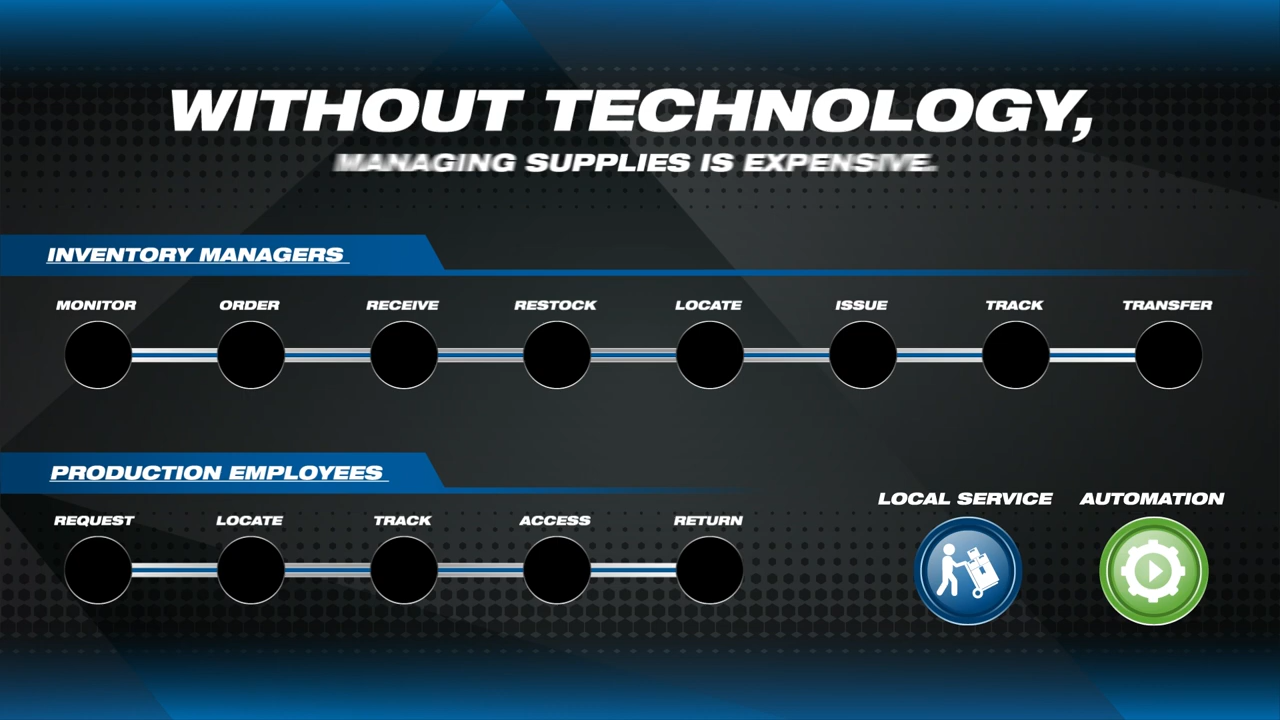 WITHOUT TECHNOLOGY,
MANAGING SUPPLIES IS EXPENSIVE.
INVENTORY MANAGERS
MONITOR ORDER RECEIVE RESTOCK LOCATE ISSUE TRACK TRANSFER
PRODUCTION EMPLOYEES
LOCAL SERVICE AUTOMATION
REQUEST LOCATE TRACK ACCESS RETURN